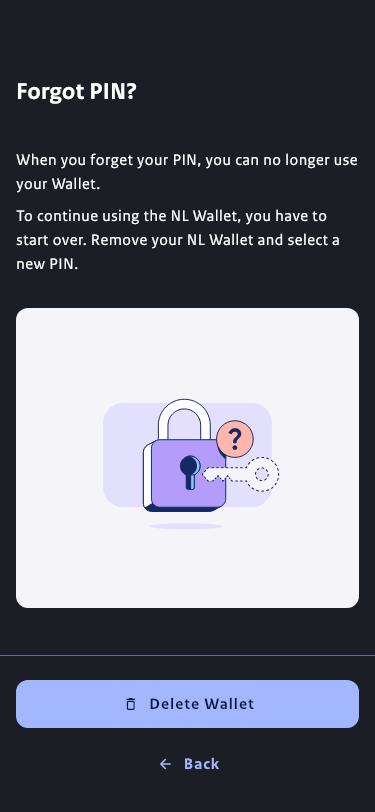 Forgot PIN?
When you forget your PIN, you can no longer use
your Wallet.
To continue using the NL Wallet, you have to
start over. Remove your NL Wallet and select a
new PIN.
?
Delete Wallet
Back